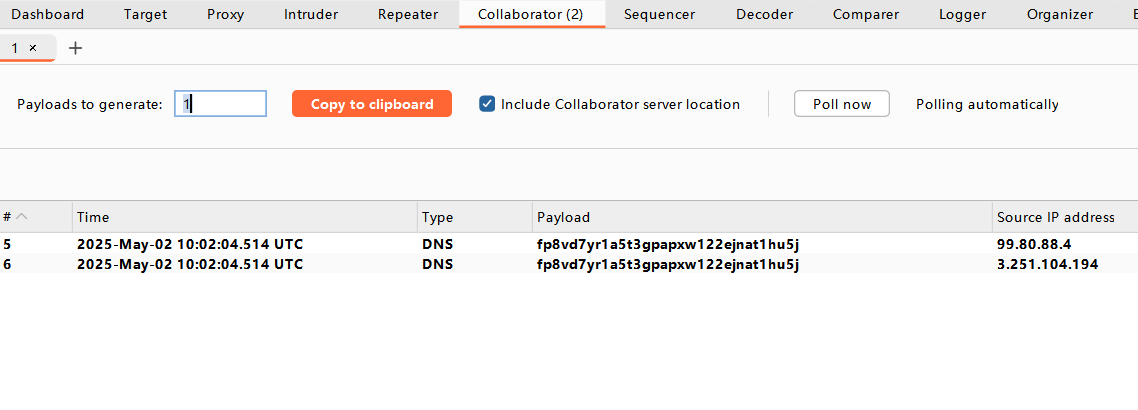 Dashboard Target Proxy Intruder Repeater Collaborator (2) Sequencer Decoder Comparer Logger Organizer
1 × +
Payloads to generate: 1 Copy to clipboard Include Collaborator server location Poll now Polling automatically
# Time Type Payload Source IP address
5 2025-May-02 10:02:04.514 UTC DNS fp8vd7yr1a5t3gpapxw122ejnat1hu5j 99.80.88.4
6 2025-May-02 10:02:04.514 UTC DNS fp8vd7yr1a5t3gpapxw122ejnat1hu5j 3.251.104.194